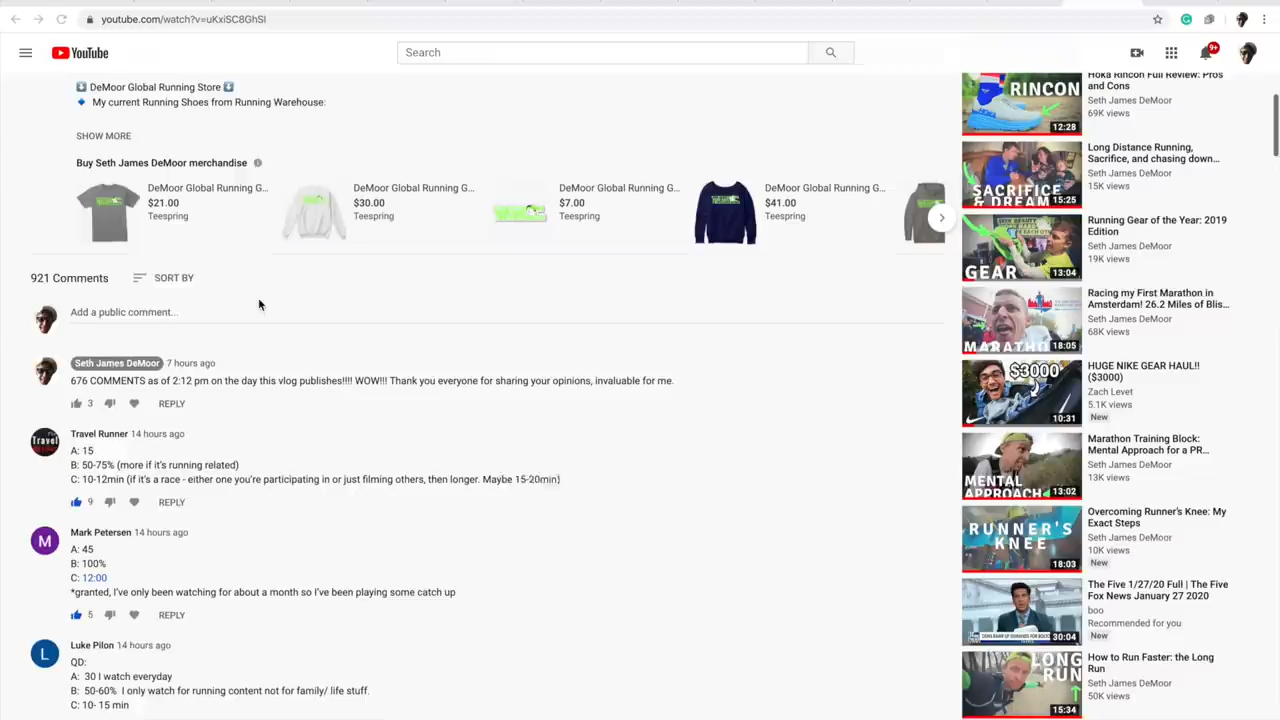 youtube.com/watch?v=uKxiSC8GhSI
YouTube
Search
9+
DeMoor Global Running Store
My current Running Shoes from Running Warehouse:
SHOW MORE
Buy Seth James DeMoor merchandise
DeMoor Global Running G...
$21.00
Teespring
DeMoor Global Running G...
$30.00
Teespring
DeMoor Global Running G...
$7.00
Teespring
DeMoor Global Running G...
$41.00
Teespring
921 Comments
SORT BY
Add a public comment...
Seth James DeMoor 7 hours ago
676 COMMENTS as of 2:12 pm on the day this vlog publishes!!!! WOW!!! Thank you everyone for sharing your opinions, invaluable for me.
3 REPLY
Travel
Travel Runner 14 hours ago
A: 15
B: 50-75% (more if it's running related)
C: 10-12min (if it's a race - either one you're participating in or just filming others, then longer. Maybe 15-20min)
9 REPLY
M
Mark Petersen 14 hours ago
A: 45
B: 100%
C: 12:00
*granted, I've only been watching for about a month so I've been playing some catch up
5 REPLY
L
Luke Pilon 14 hours ago
QD:
A: 30 I watch everyday
B: 50-60% I only watch for running content not for family/ life stuff.
C: 10- 15 min
RINCON
12:28
Hoka Rincon Full Review: Pros
and Cons
Seth James DeMoor
69K views
SACRIFICE
& DREAM
15:25
Long Distance Running,
Sacrifice, and chasing down...
Seth James DeMoor
15K views
GEAR
13:04
Running Gear of the Year: 2019
Edition
Seth James DeMoor
19K views
MARATHO
18:05
Racing my First Marathon in
Amsterdam! 26.2 Miles of Blis...
Seth James DeMoor
68K views
$3000
10:31
HUGE NIKE GEAR HAUL!!
($3000)
Zach Levet
5.1K views
New
MENTAL
APPROACH
13:02
Marathon Training Block:
Mental Approach for a PR...
Seth James DeMoor
13K views
RUNNER'S
KNEE
18:03
Overcoming Runner's Knee: My
Exact Steps
Seth James DeMoor
10K views
New
30:04
The Five 1/27/20 Full | The Five
Fox News January 27 2020
boo
Recommended for you
New
LONG
RUN
15:34
How to Run Faster: the Long
Run
Seth James DeMoor
50K views